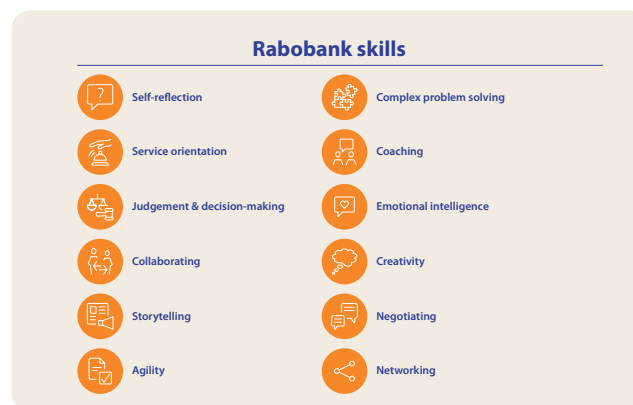 Rabobank skills
?
Self-reflection
Service orientation
Judgement & decision-making
Collaborating
Storytelling
Agility
Complex problem solving
Coaching
Emotional intelligence
Creativity
Negotiating
Networking